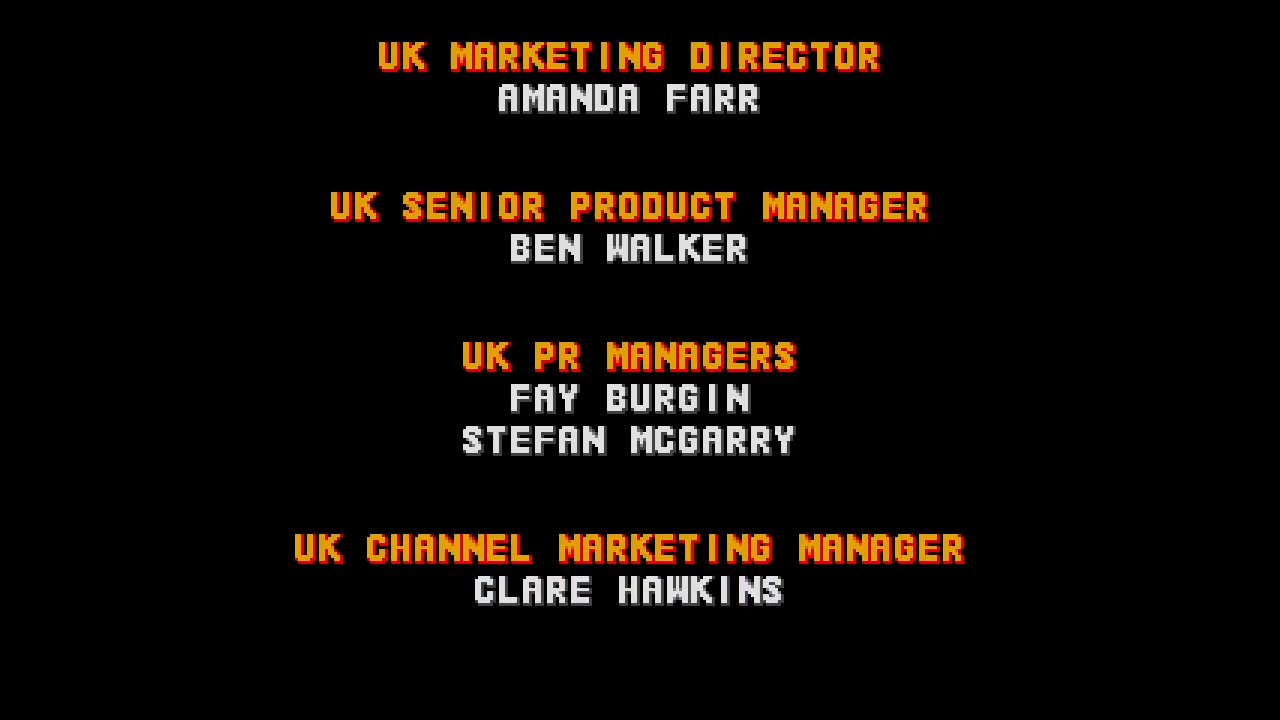 UK MARKETING DIRECTOR
AMANDA FARR
UK SENIOR PRODUCT MANAGER
BEN WALKER
UK PR MANAGERS
FAY BURGIN
STEFAN MCGARRY
UK CHANNEL MARKETING MANAGER
CLARE HAWKINS